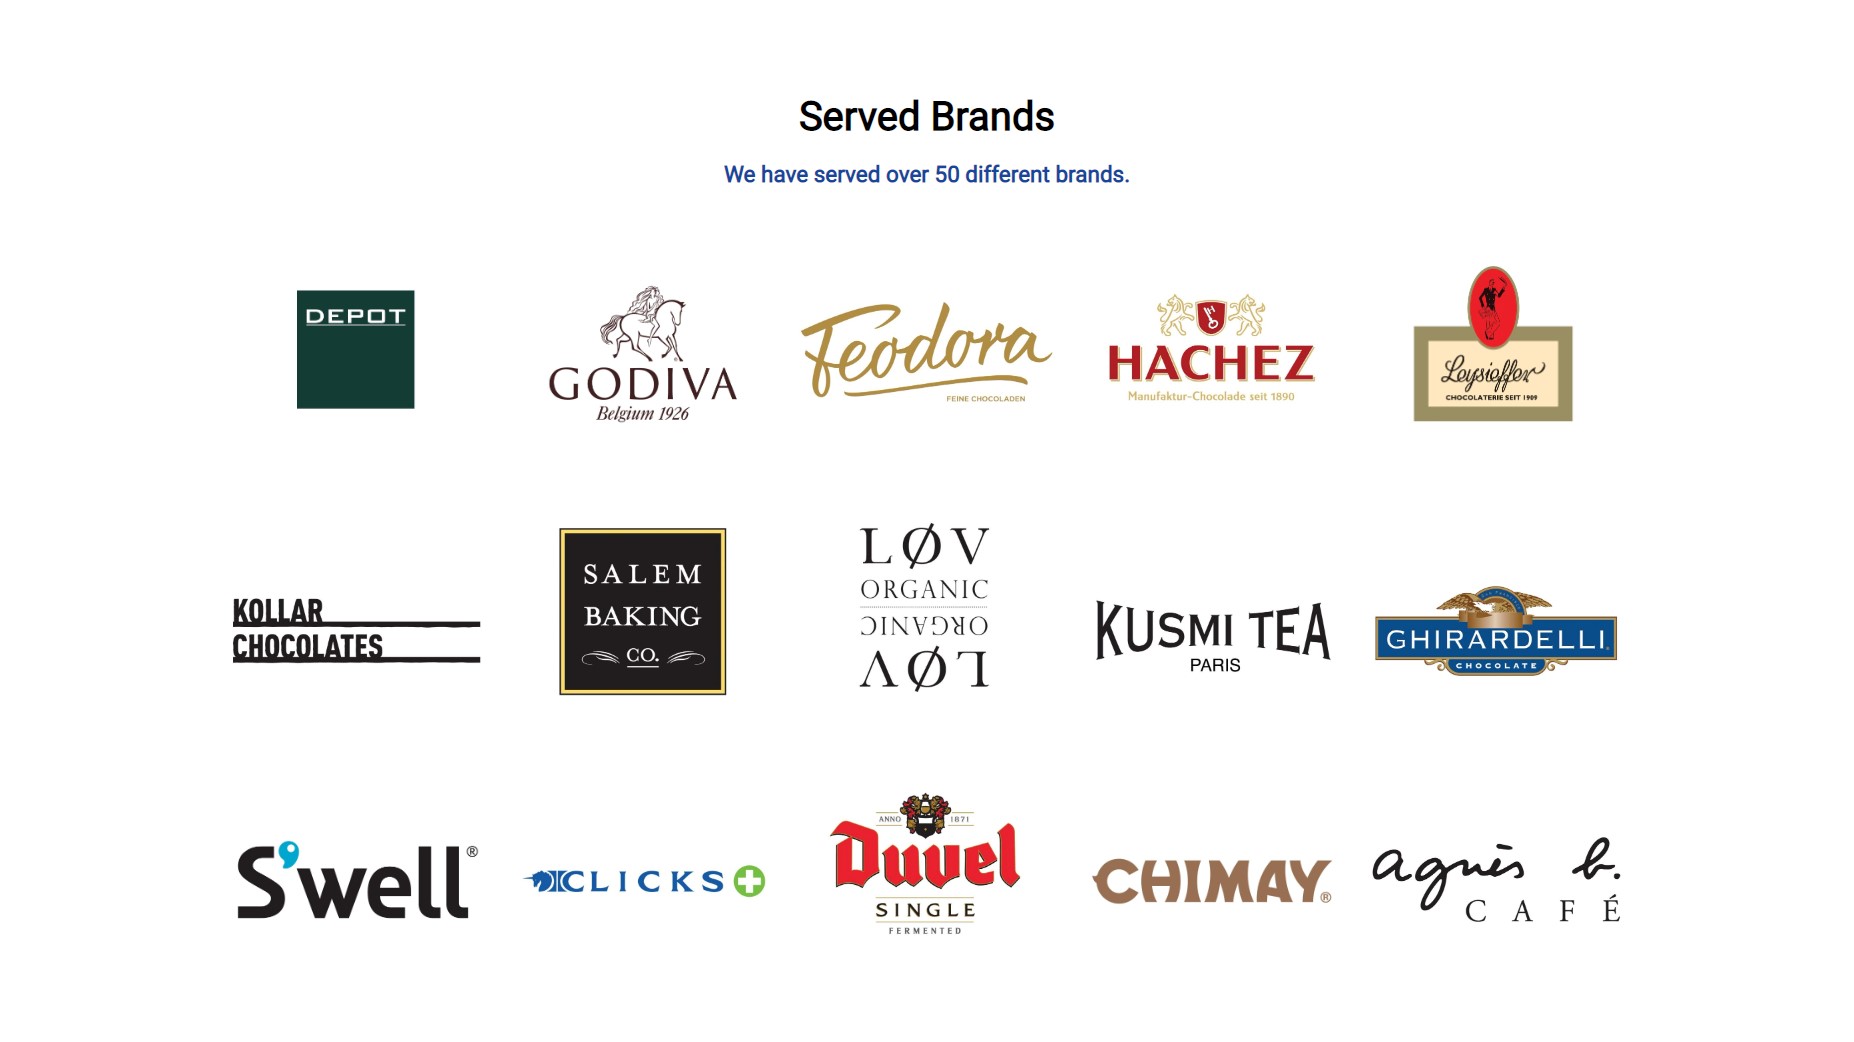 Served Brands
We have served over 50 different brands.
DEPOT
GODIVA
Belgium 1926
Feodora
FEINE CHOCOLADEN
HACHEZ
Manufaktur-Chocolade seit 1890
Leysieffer
CHOCOLATERIE SEIT 1909
KOLLAR
CHOCOLATES
SALEM
BAKING
CO.
LØV
ORGANIC
ORGANIC
LØV
KUSMI TEA
PARIS
GHIRARDELLI
CHOCOLATE
S'well®
CLICKS
ANNO 1871
Duvel
SINGLE
FERMENTED
CHIMAY®
agnès b.
CAFÉ